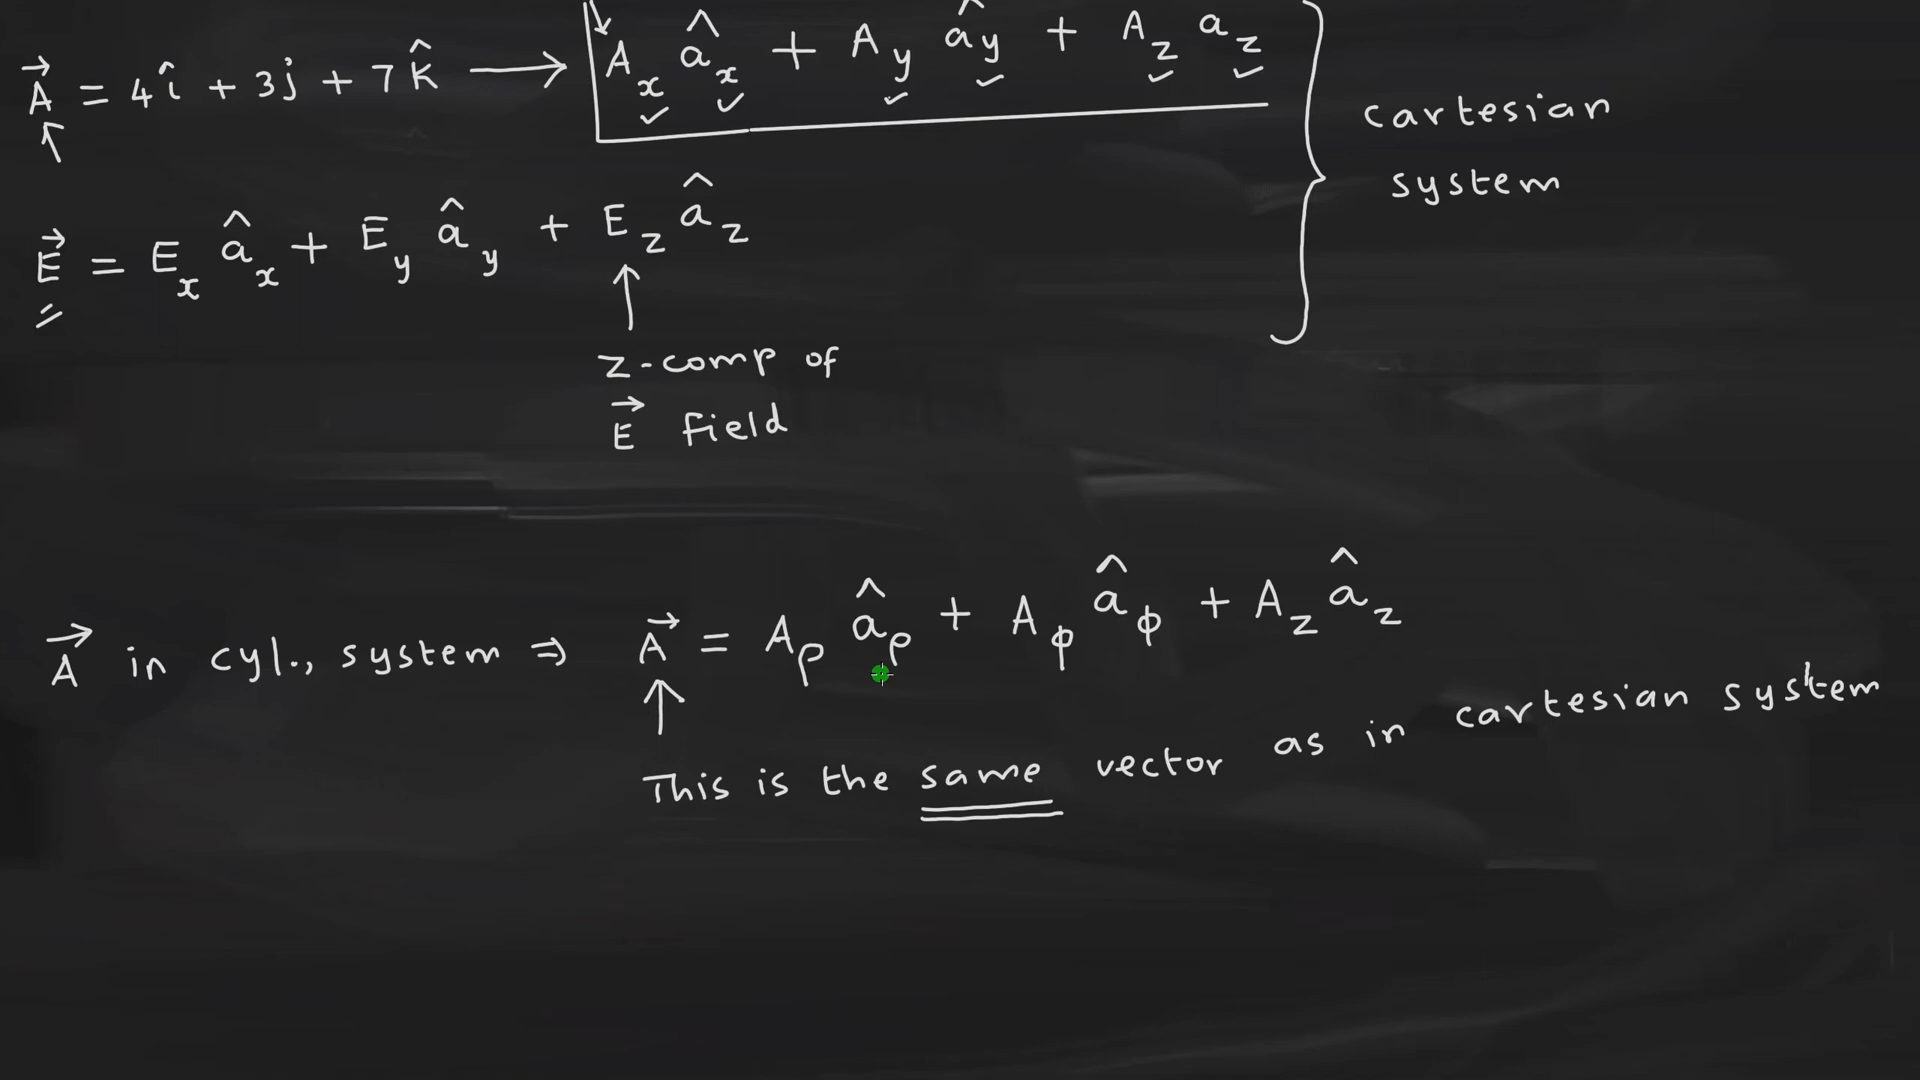 A⃗ = 4î + 3ĵ + 7k̂ → Aₓ âₓ + A_y â_y + A_z a_z
cartesian
system
E⃗ = Eₓ âₓ + E_y â_y + E_z â_z
z-comp of
E⃗ field
A⃗ in cyl., system ⇒ A⃗ = A_ρ â_ρ + A_ϕ â_ϕ + A_z â_z
This is the same vector as in cartesian system